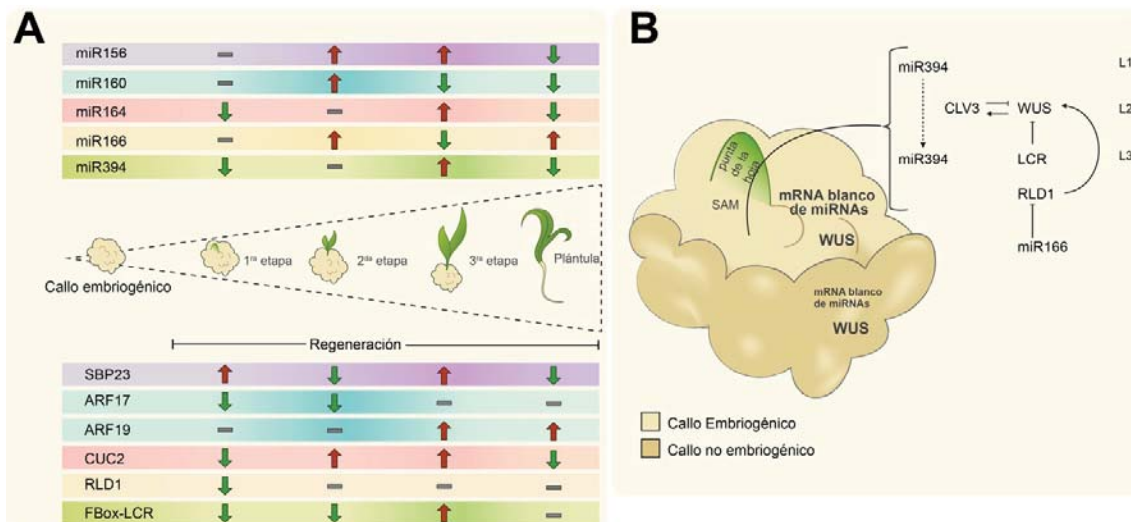 A
miR156
miR160
miR164
miR166
miR394
Callo embriogénico
1ra etapa
2da etapa
3ra etapa
Plántula
Regeneración
SBP23
ARF17
ARF19
CUC2
RLD1
FBox-LCR
B
punta
de la
hoja
SAM
mRNA blanco
de miRNAs
WUS
mRNA blanco
de miRNAs
WUS
miR394
miR394
CLV3
WUS
LCR
RLD1
miR166
L1
L2
L3
Callo Embriogénico
Callo no embriogénico